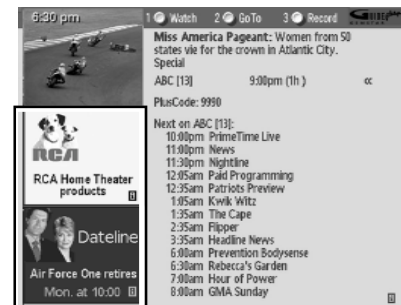 6:30 pm
1 Watch 2 GoTo 3 Record
Miss America Pageant: Women from 50
states vie for the crown in Atlantic City.
Special
ABC [13] 9:00pm (1h ) cc
PlusCode: 9990
Next on ABC [13]:
10:00pm PrimeTime Live
11:00pm News
11:30pm Nightline
12:05am Paid Programming
12:35am Patriots Preview
1:05am Kwik Witz
1:35am The Cape
2:35am Flipper
3:35am Headline News
6:00am Prevention Bodysense
6:30am Rebecca's Garden
7:00am Hour of Power
8:00am GMA Sunday
RCA
RCA Home Theater
products
Dateline
Air Force One retires
Mon. at 10:00